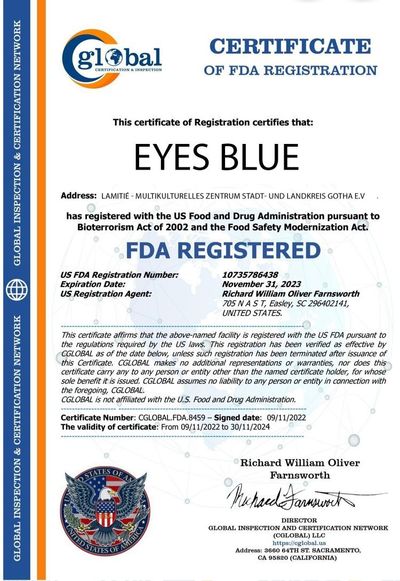 GLOBAL INSPECTION & CERTIFICATION NETWORK
GLOBAL INSPECTION & CERTIFICATION NETWORK
global
CERTIFICATION & INSPECTION
CERTIFICATE
OF FDA REGISTRATION
This certificate of Registration certifies that:
EYES BLUE
Address: LAMITIÉ - MULTIKULTURELLES ZENTRUM STADT- UND LANDKREIS GOTHA E.V .
has registered with the US Food and Drug Administration pursuant to
Bioterrorism Act of 2002 and the Food Safety Modernization Act.
FDA REGISTERED
US FDA Registration Number: 10735786438
Expiration Date: November 31, 2023
US Registration Agent: Richard William Oliver Farnsworth
705 N A S T, Easley, SC 296402141,
UNITED STATES.
This certificate affirms that the above-named facility is registered with the US FDA pursuant to
the regulations required by the US laws. This registration has been verified as effective by
CGLOBAL as of the date below, unless such registration has been terminated after issuance of
this Certificate. CGLOBAL makes no additional representations or warranties, nor does this
certificate carry any to any person or entity other than the named certificate holder, for whose
sole benefit it is issued. CGLOBAL assumes no liability to any person or entity in connection with
the foregoing, CGLOBAL.
CGLOBAL is not affiliated with the U.S. Food and Drug Administration.
Certificate Number: CGLOBAL.FDA.8459 – Signed date: 09/11/2022
The validity of certificate: From 09/11/2022 to 30/11/2024
UNITED STATES OF AMERICA
UNITED STATES OF AMERICA
Richard William Oliver
Farnsworth
Richard Farnsworth
DIRECTOR
GLOBAL INSPECTION AND CERTIFICATION NETWORK
(CGLOBAL) LLC
https://cglobal.us
Address: 3660 64TH ST. SACRAMENTO,
CA 95820 (CALIFORNIA)